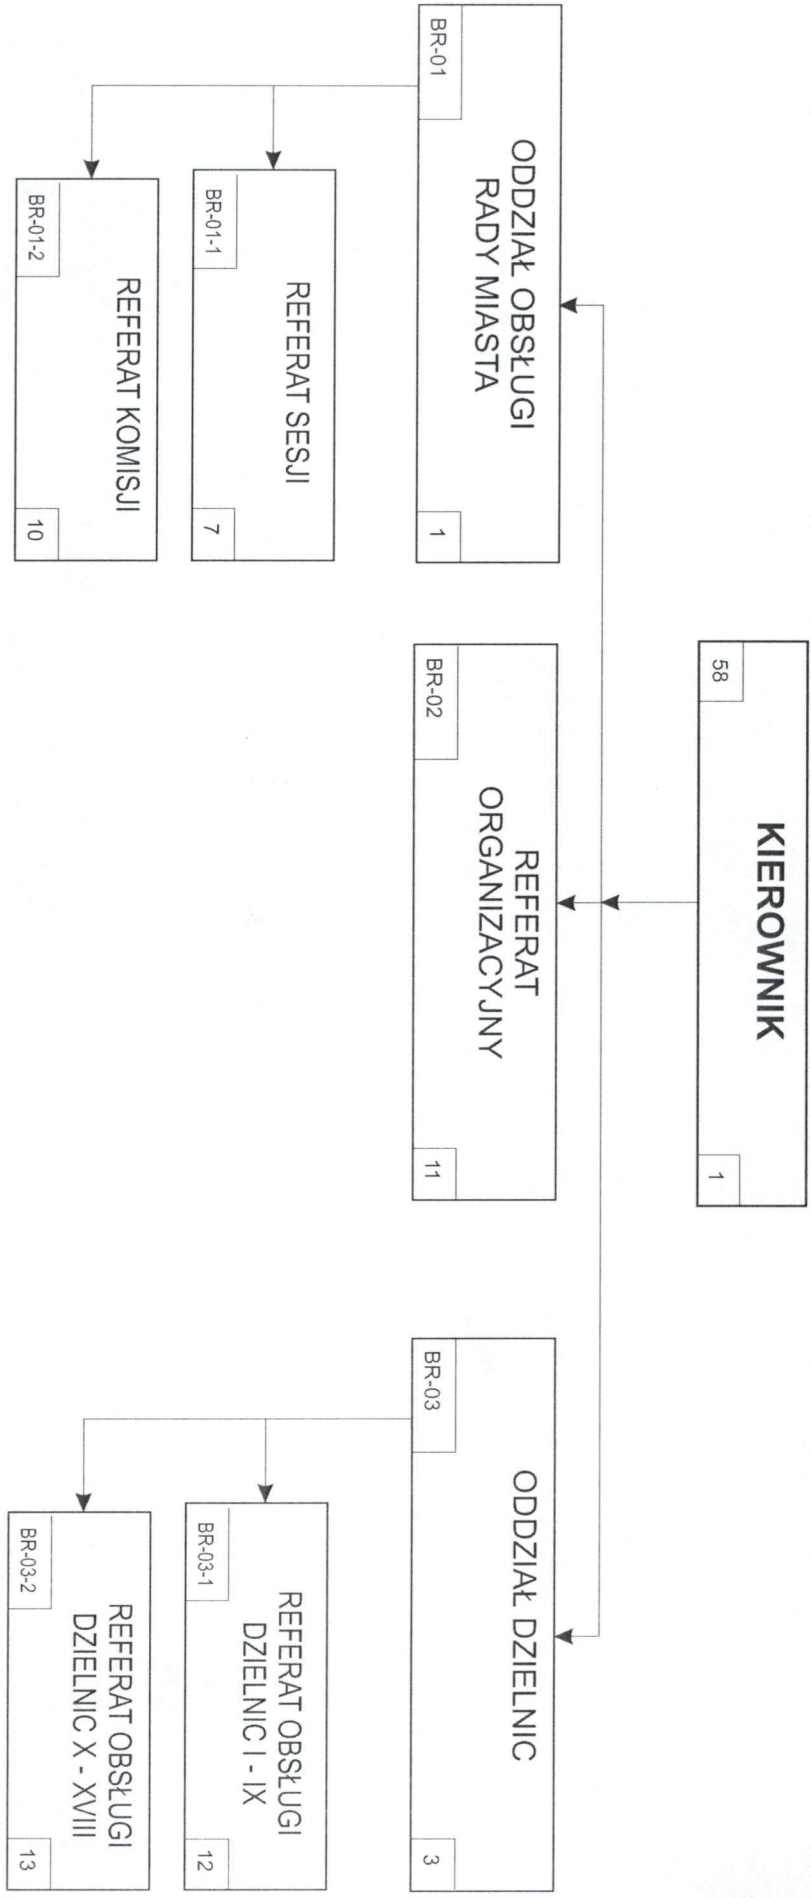 KIEROWNIK
58
1
ODDZIAŁ OBSŁUGI
RADY MIASTA
BR-01
1
REFERAT
ORGANIZACYJNY
BR-02
11
ODDZIAŁ DZIELNIC
BR-03
3
REFERAT SESJI
BR-01-1
7
REFERAT KOMISJI
BR-01-2
10
REFERAT OBSŁUGI
DZIELNIC I - IX
BR-03-1
12
REFERAT OBSŁUGI
DZIELNIC X - XVIII
BR-03-2
13